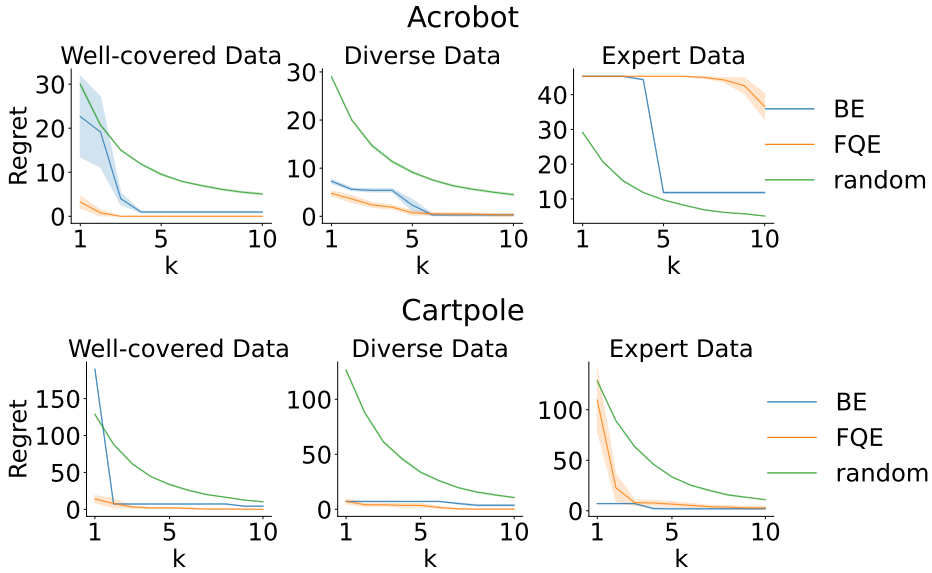 Acrobot
Well-covered Data
Diverse Data
Expert Data
Regret
30
20
10
0
1
5
10
k
30
20
10
0
1
5
10
k
40
30
20
10
1
5
10
k
BE
FQE
random
Cartpole
Well-covered Data
Diverse Data
Expert Data
Regret
150
100
50
0
1
5
10
k
100
50
0
1
5
10
k
100
50
0
1
5
10
k
BE
FQE
random